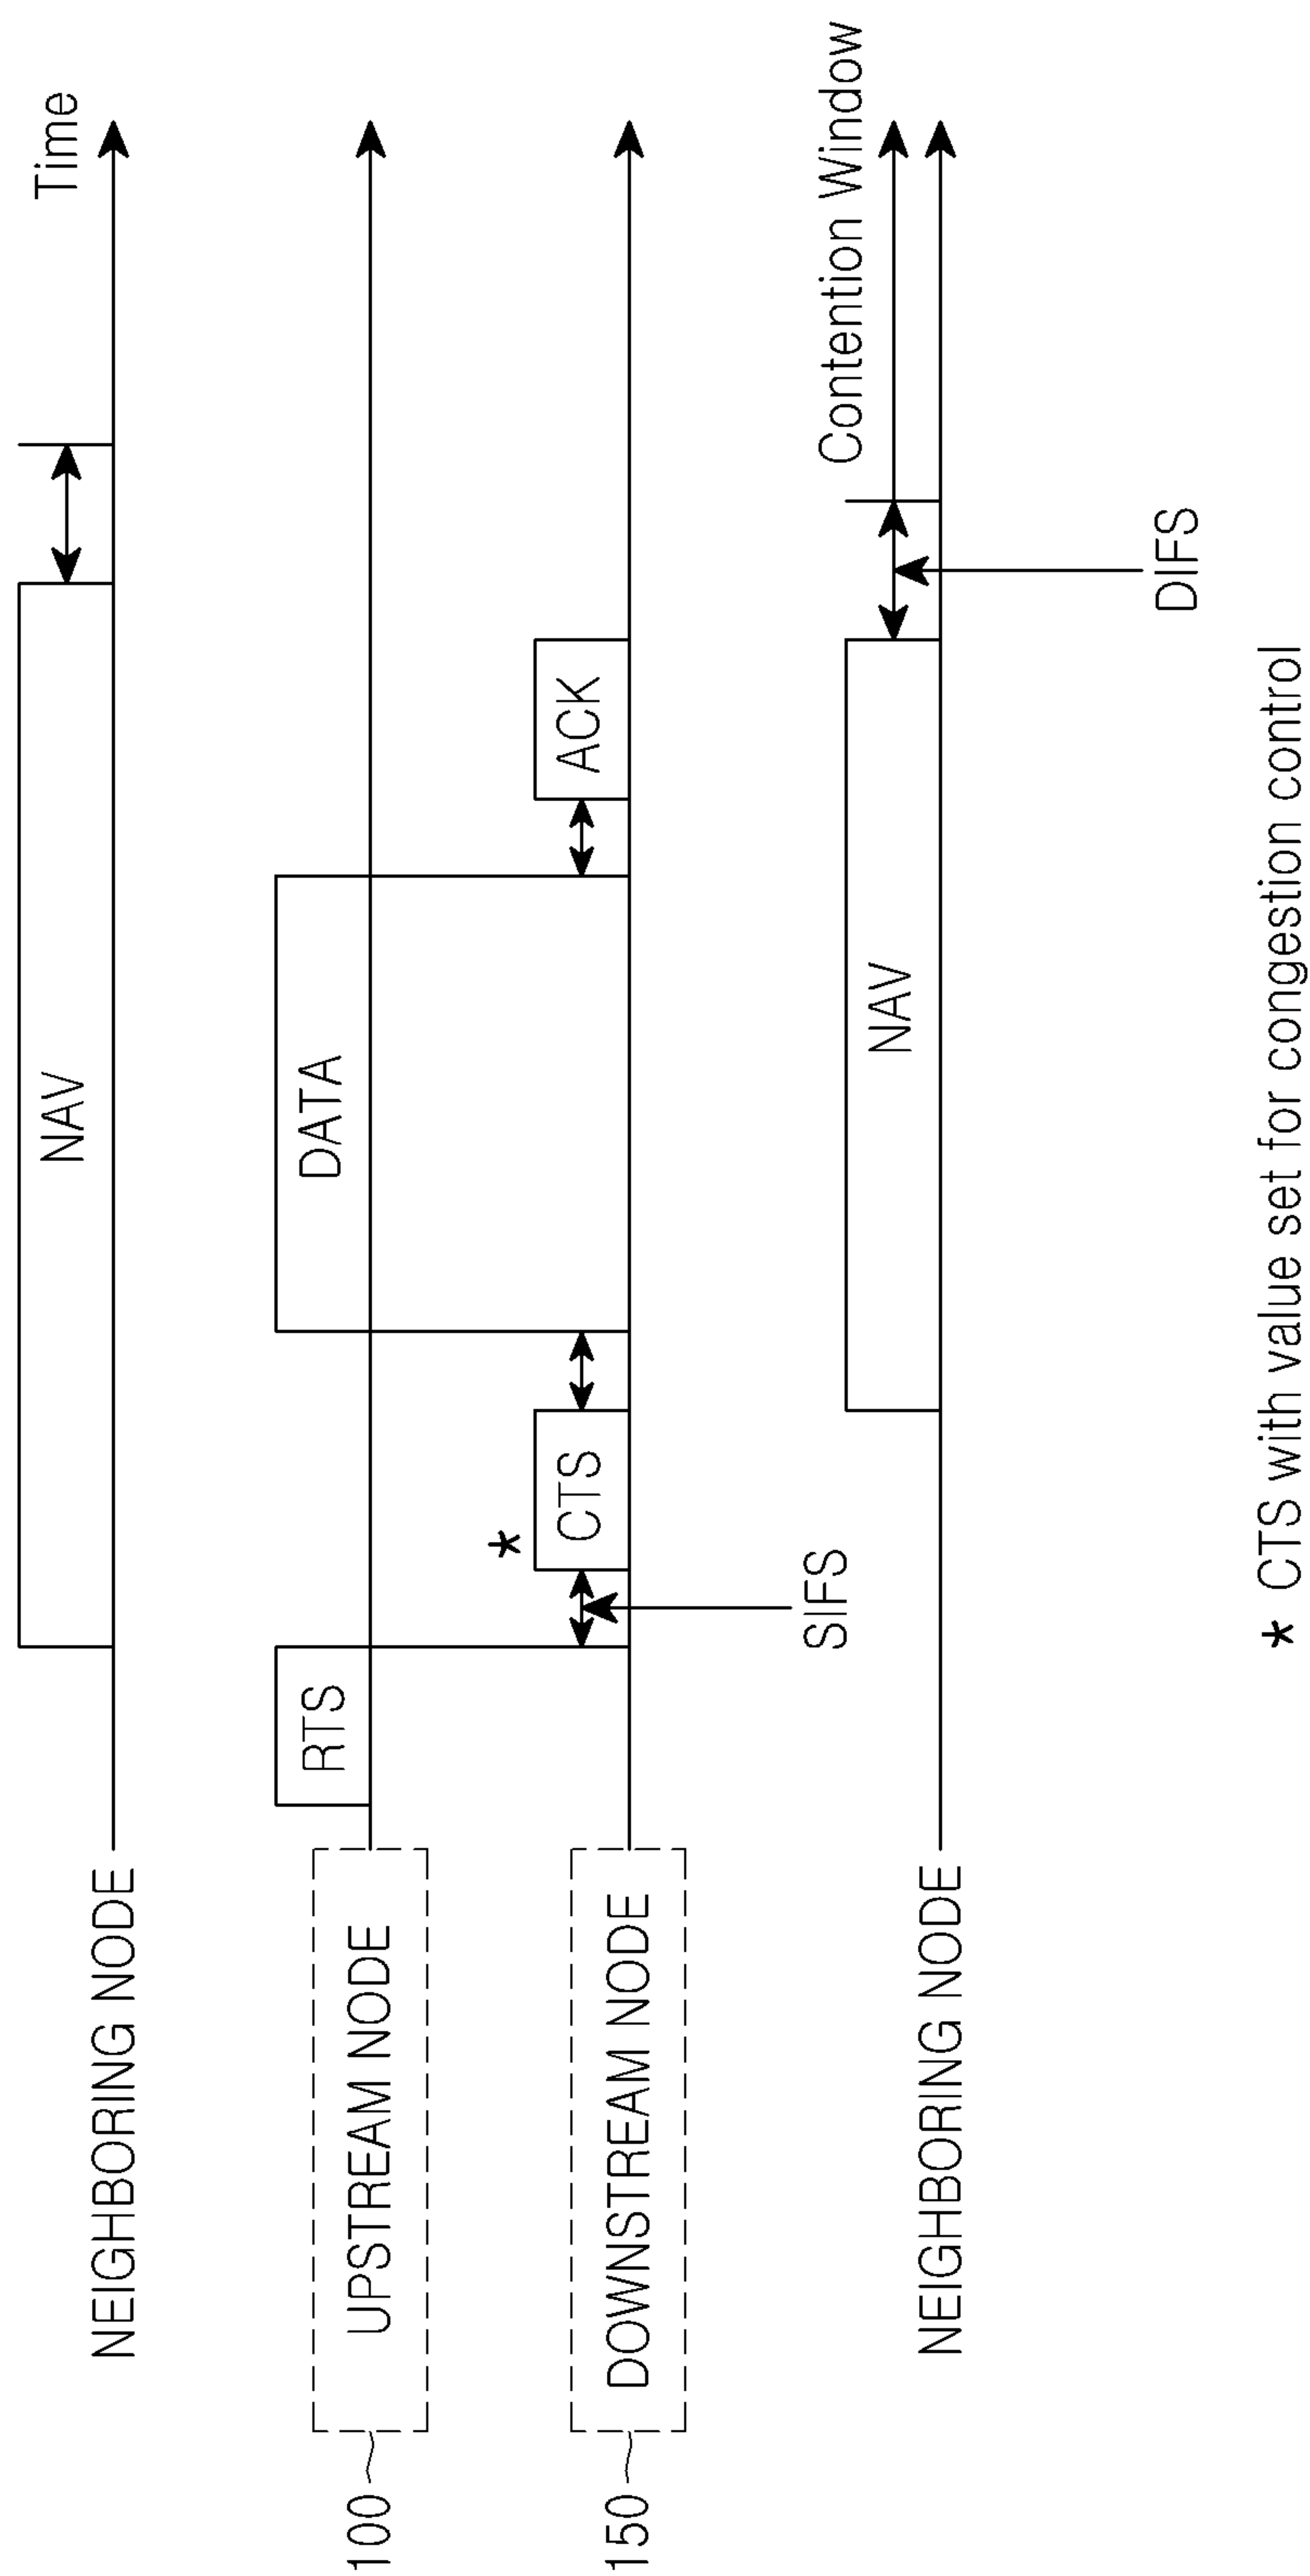 Time
NEIGHBORING NODE
NAV
100
UPSTREAM NODE
RTS
DATA
150
DOWNSTREAM NODE
*
CTS
ACK
SIFS
NEIGHBORING NODE
NAV
Contention Window
DIFS
* CTS with value set for congestion control